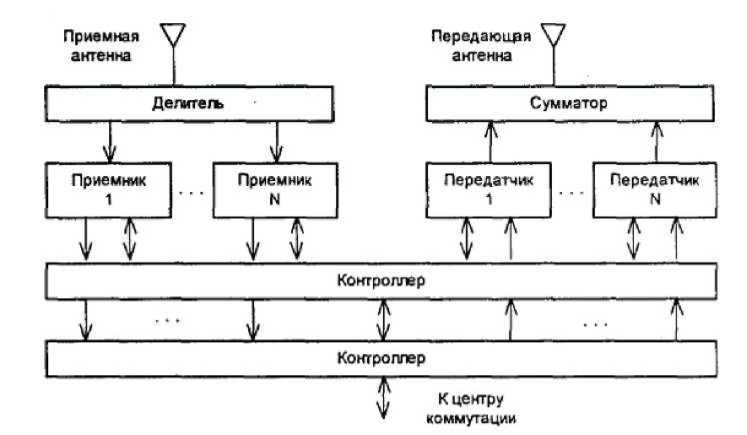 Приемная
антенна
Передающая
антенна
Делитель
Сумматор
Приемник
1
. . .
Приемник
N
Передатчик
1
. . .
Передатчик
N
Контроллер
. . .
. . .
Контроллер
К центру
коммутации